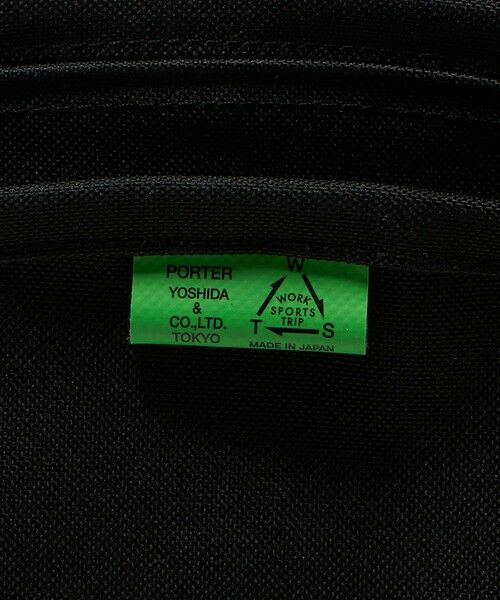 PORTER
YOSHIDA
&
CO.,LTD.
TOKYO
W
WORK
SPORTS
TRIP
T S
MADE IN JAPAN